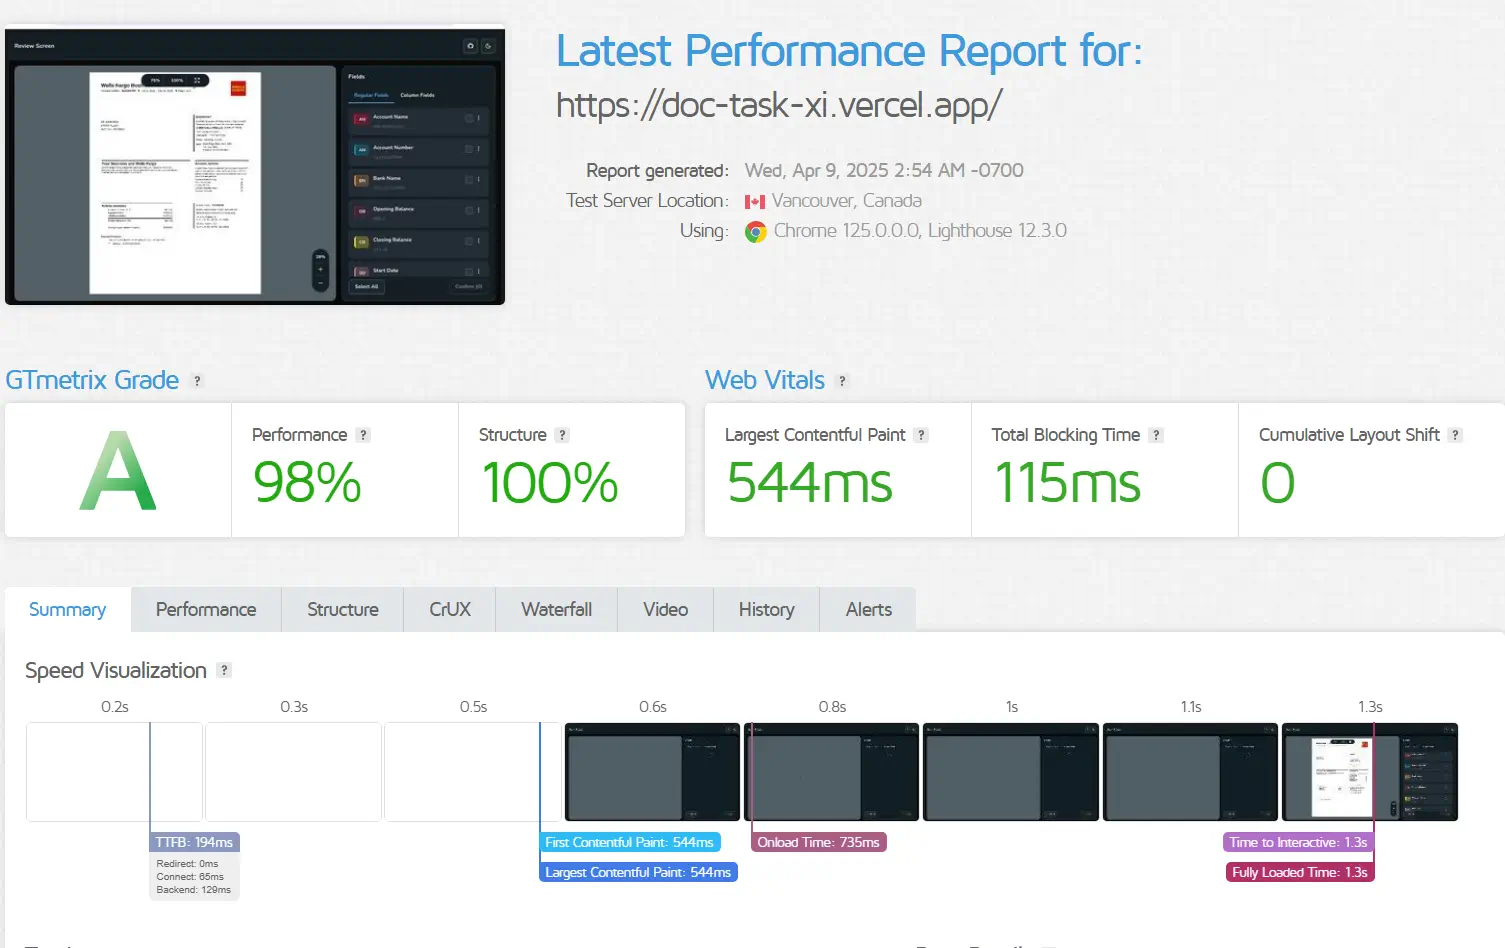 Review Screen
75%
100%
Fields
Regular Fields
Column Fields
Account Name
Account Number
Bank Name
Opening Balance
Closing Balance
Start Date
Select All
Confirm (0)
Latest Performance Report for:
https://doc-task-xi.vercel.app/
Report generated: Wed, Apr 9, 2025 2:54 AM -0700
Test Server Location: Vancouver, Canada
Using: Chrome 125.0.0.0, Lighthouse 12.3.0
GTmetrix Grade ?
A
Performance ?
98%
Structure ?
100%
Web Vitals ?
Largest Contentful Paint ?
544ms
Total Blocking Time ?
115ms
Cumulative Layout Shift ?
0
Summary Performance Structure CrUX Waterfall Video History Alerts
Speed Visualization ?
0.2s 0.3s 0.5s 0.6s 0.8s 1s 1.1s 1.3s
TTFB: 194ms
Redirect: 0ms
Connect: 65ms
Backend: 129ms
First Contentful Paint: 544ms
Largest Contentful Paint: 544ms
Onload Time: 735ms
Time to Interactive: 1.3s
Fully Loaded Time: 1.3s